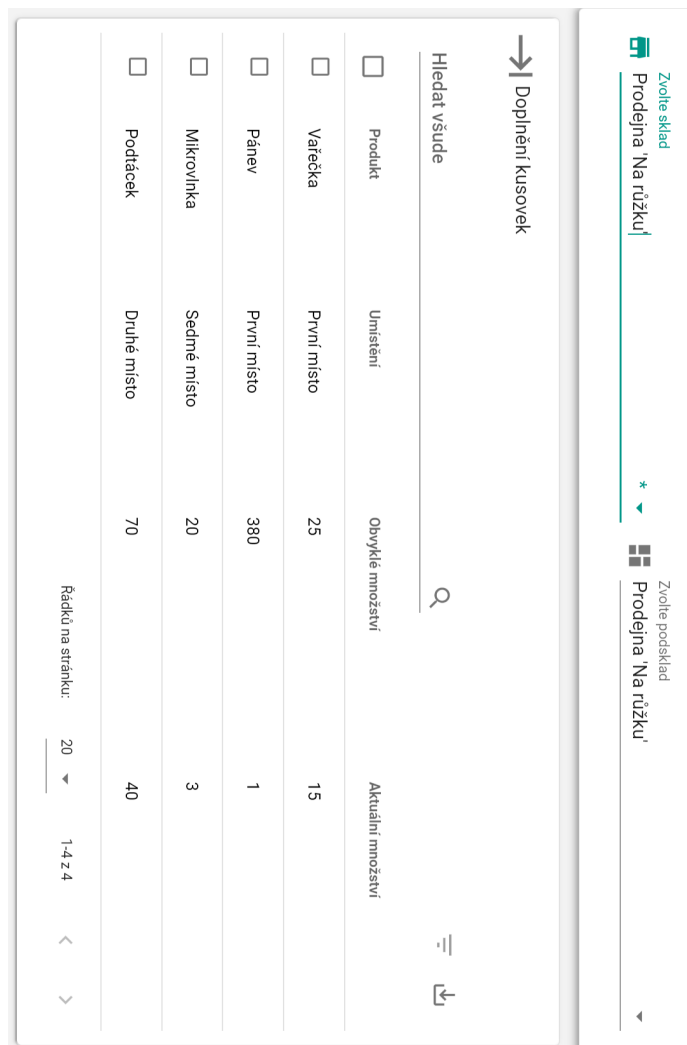 Zvolte sklad
Prodejna 'Na růžku'
*
Zvolte podsklad
Prodejna 'Na růžku'
Doplnění kusovek
Hledat všude
Produkt Umístění Obvyklé množství Aktuální množství
Vařečka První místo 25 15
Pánev První místo 380 1
Mikrovlnka Sedmé místo 20 3
Podtácek Druhé místo 70 40
Řádků na stránku: 20 1-4 z 4